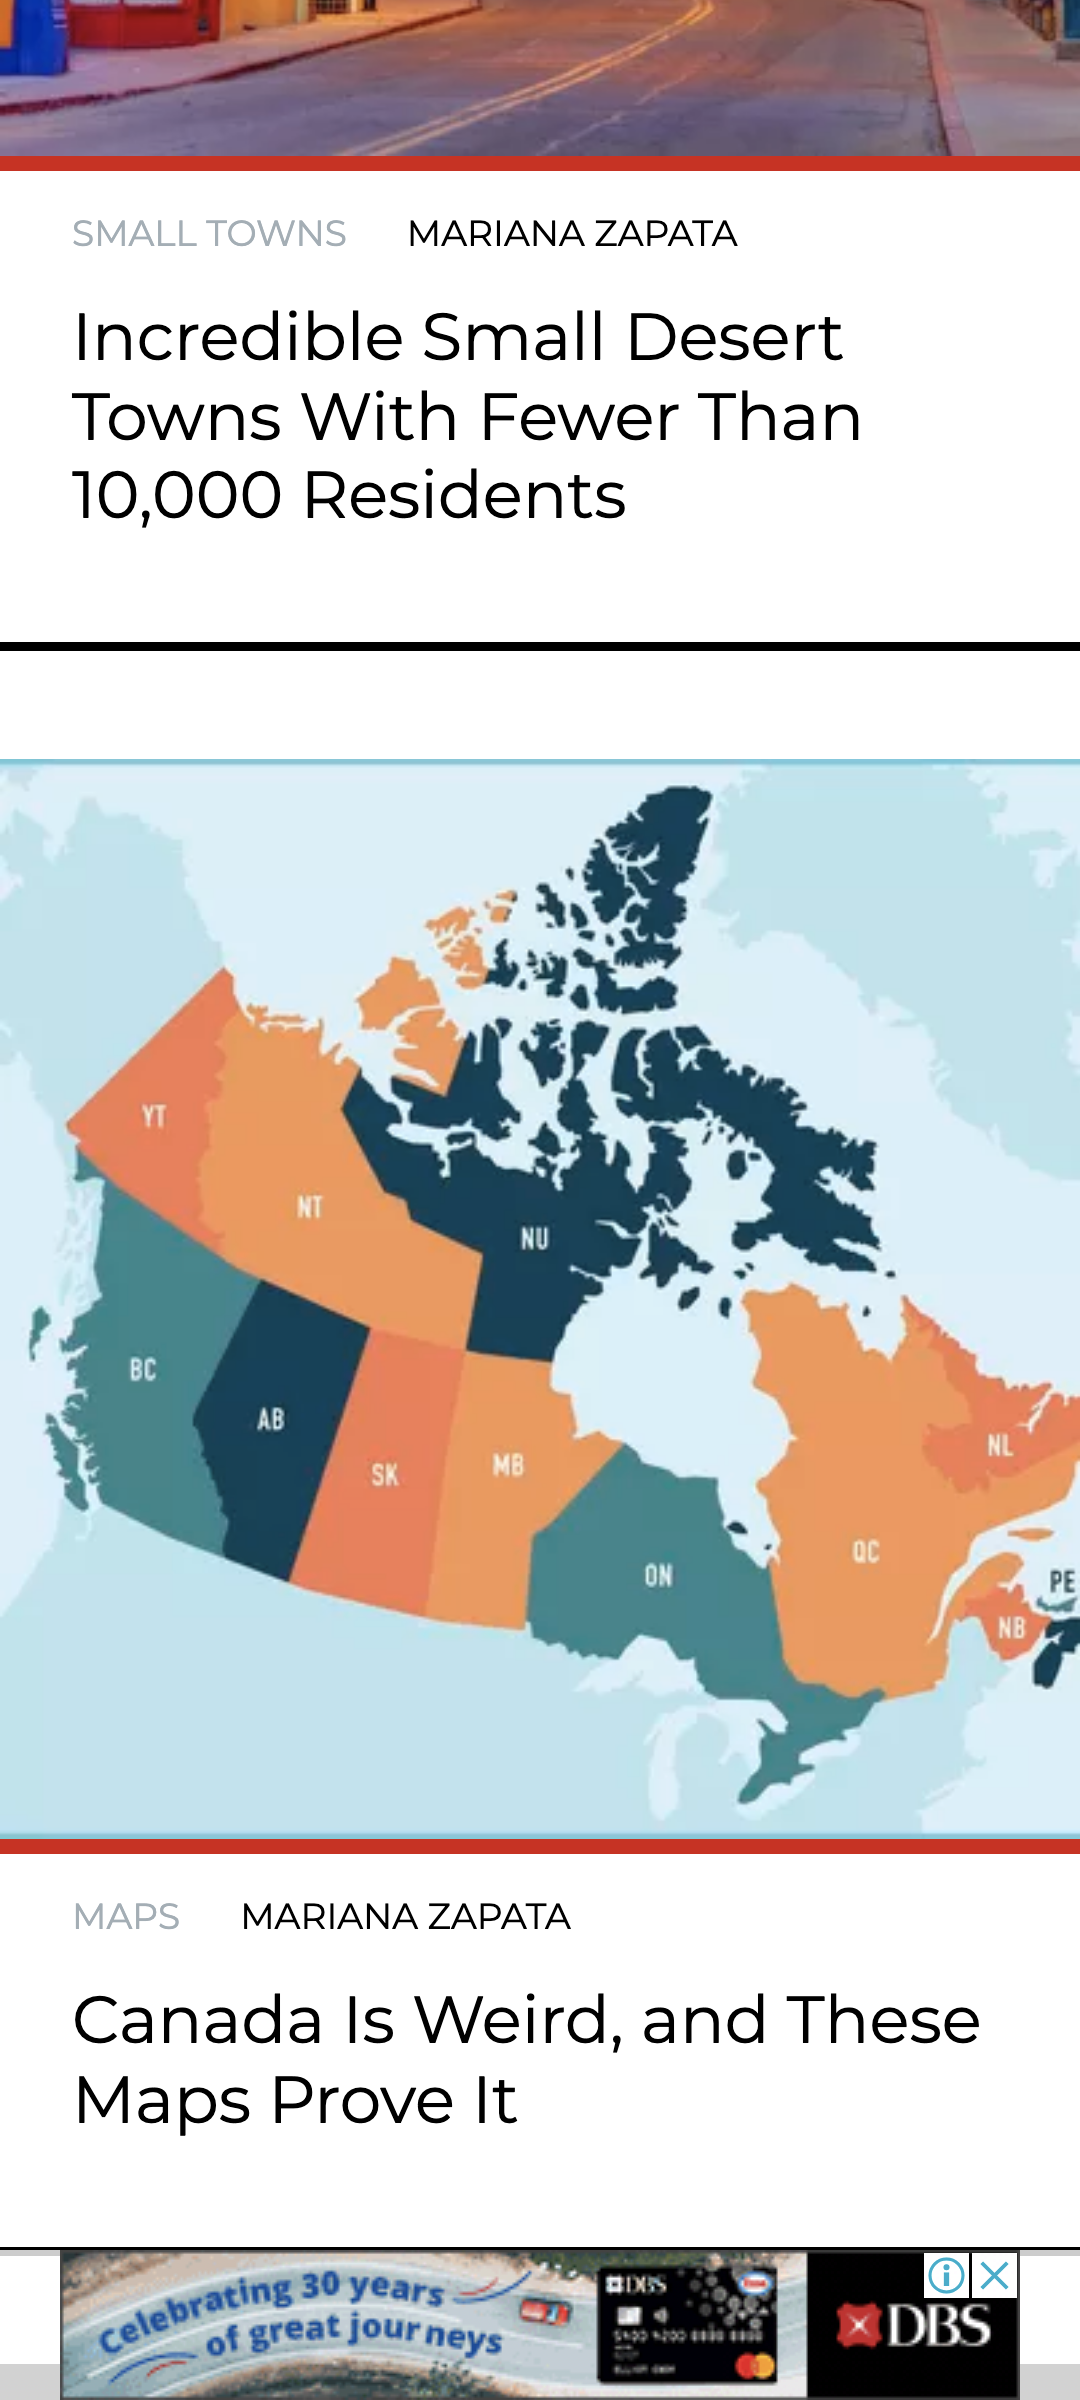 SMALL TOWNS MARIANA ZAPATA
Incredible Small Desert
Towns With Fewer Than
10,000 Residents
YT
NT
NU
BC
AB
SK
MB
ON
QC
NL
PE
NB
MAPS MARIANA ZAPATA
Canada Is Weird, and These
Maps Prove It
Celebrating 30 years
of great journeys
DBS
Esso
DBS